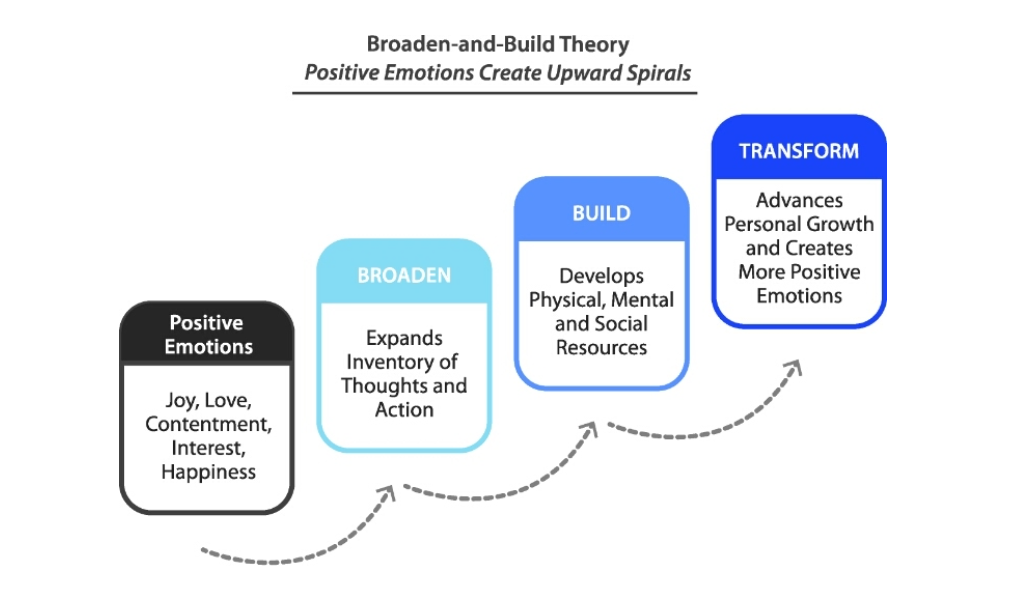 Broaden-and-Build Theory
Positive Emotions Create Upward Spirals
Positive
Emotions
Joy, Love,
Contentment,
Interest,
Happiness
BROADEN
Expands
Inventory of
Thoughts and
Action
BUILD
Develops
Physical, Mental
and Social
Resources
TRANSFORM
Advances
Personal Growth
and Creates
More Positive
Emotions